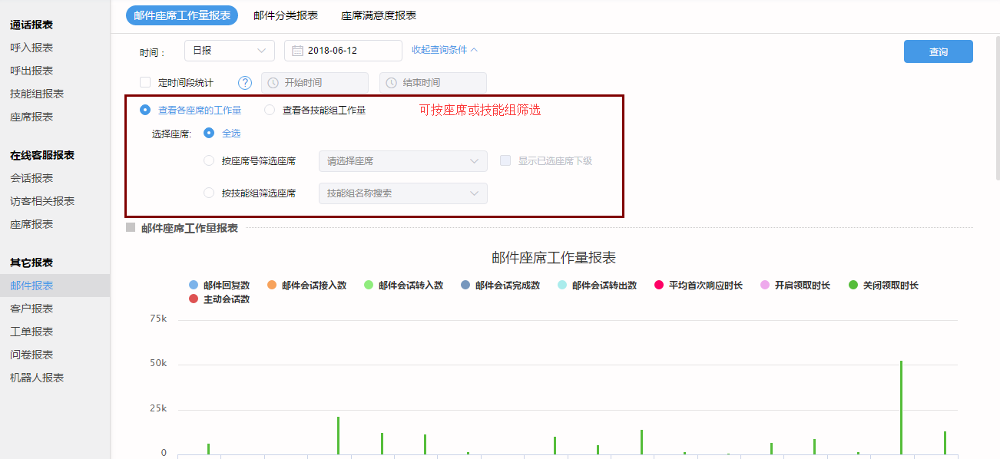 通话报表
呼入报表
呼出报表
技能组报表
座席报表
在线客服报表
会话报表
访客相关报表
座席报表
其它报表
邮件报表
客户报表
工单报表
问卷报表
机器人报表
邮件座席工作量报表 邮件分类报表 座席满意度报表
时间： 日报 2018-06-12 收起查询条件 查询
定时间段统计 ? 开始时间 结束时间
查看各座席的工作量 查看各技能组工作量 可按座席或技能组筛选
选择座席: 全选
按座席号筛选座席 请选择座席 显示已选座席下级
按技能组筛选座席 技能组名称搜索
邮件座席工作量报表
邮件座席工作量报表
邮件回复数 邮件会话接入数 邮件会话转入数 邮件会话完成数 邮件会话转出数 平均首次响应时长 开启领取时长 关闭领取时长
主动会话数
75k
50k
25k
0